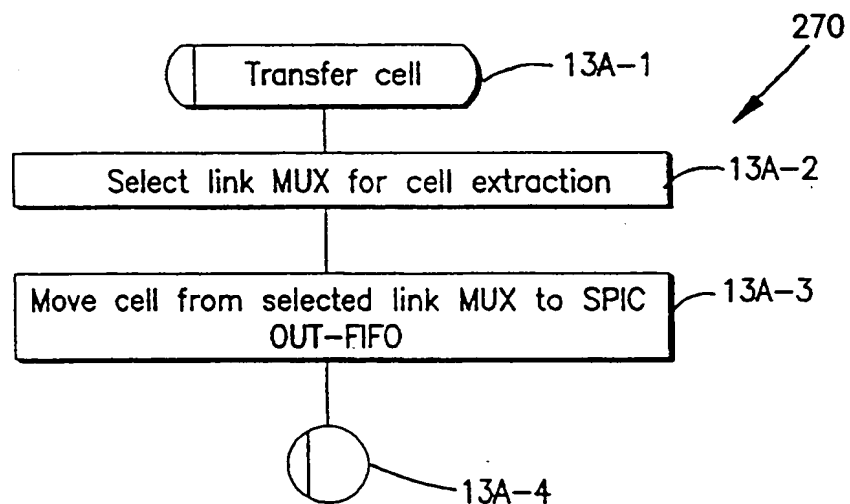 270
Transfer cell
13A-1
Select link MUX for cell extraction
13A-2
Move cell from selected link MUX to SPIC
OUT-FIFO
13A-3
13A-4